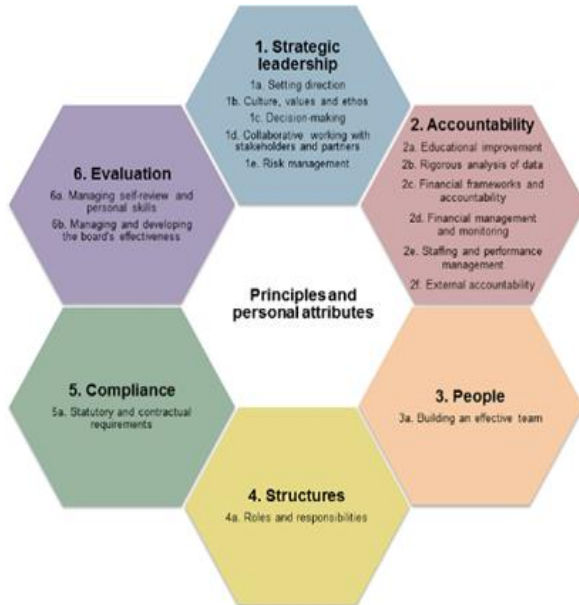 1. Strategic
leadership
1a. Setting direction
1b. Culture, values and ethos
1c. Decision-making
1d. Collaborative working with
stakeholders and partners
1e. Risk management
2. Accountability
2a. Educational improvement
2b. Rigorous analysis of data
2c. Financial frameworks and
accountability
2d. Financial management
and monitoring
2e. Staffing and performance
management
2f. External accountability
3. People
3a. Building an effective team
4. Structures
4a. Roles and responsibilities
5. Compliance
5a. Statutory and contractual
requirements
6. Evaluation
6a. Managing self-review and
personal skills
6b. Managing and developing
the board's effectiveness
Principles and
personal attributes